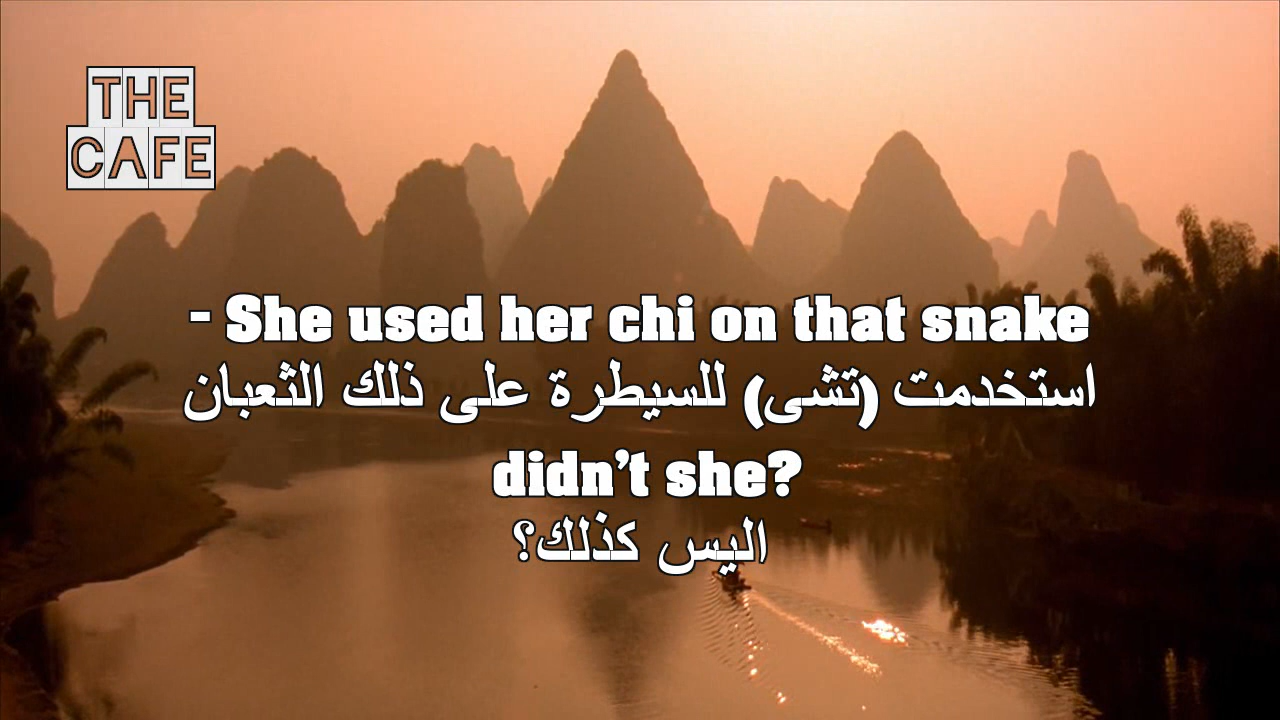 THE
CAFE
- She used her chi on that snake
استخدمت (تشى) للسيطرة على ذلك الثعبان
didn't she?
اليس كذلك؟